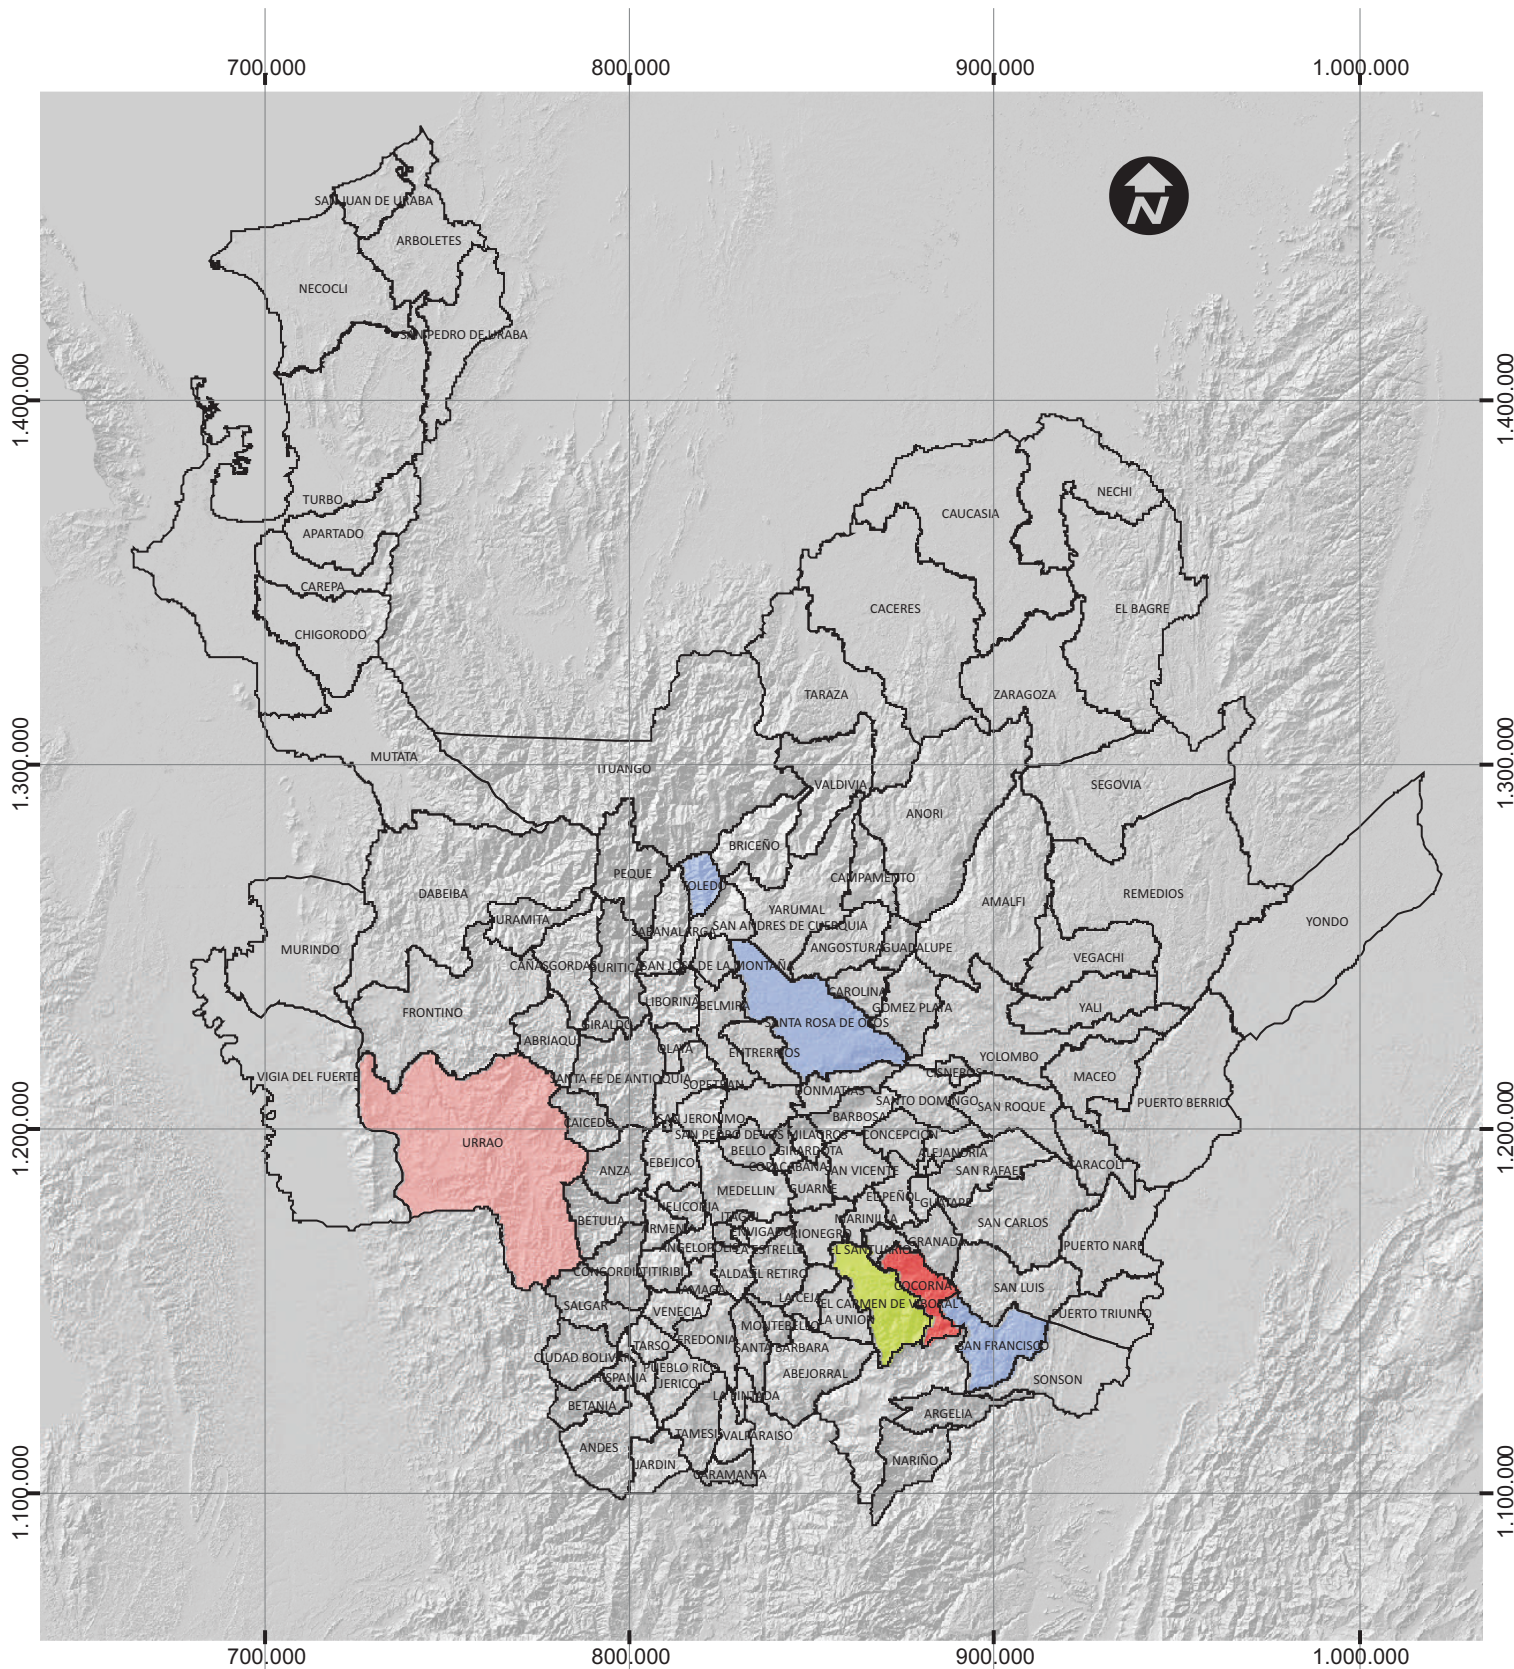 700.000 800.000 900.000 1.000.000
N
SAN JUAN DE URABA
ARBOLETES
NECOCLI
SAN PEDRO DE URABA
1.400.000 1.400.000
TURBO
NECHI
CAUCASIA
APARTADO
CAREPA
CACERES
EL BAGRE
CHIGORODO
TARAZA
ZARAGOZA
MUTATA
ITUANGO
1.300.000 1.300.000
VALDIVIA
SEGOVIA
ANORI
BRICEÑO
PEQUE
CAMPAMENTO
TOLEDO
DABEIBA
AMALFI
REMEDIOS
YARUMAL
URAMITA
YONDO
SAN ANDRES DE CUERQUIA
SABANALARGA
MURINDO
ANGOSTURA
GUADALUPE
VEGACHI
CAÑASGORDAS
BURITICA
SAN JOSE DE LA MONTAÑA
CAROLINA
LIBORINA
BELMIRA
GOMEZ PLATA
YALI
FRONTINO
GIRALDO
SANTA ROSA DE OSOS
ABRIAQUI
OLAYA
ENTRERRIOS
YOLOMBO
CISNEROS
VIGIA DEL FUERTE
SANTA FE DE ANTIOQUIA
SOPETRAN
MACEO
DONMATIAS
SANTO DOMINGO
PUERTO BERRIO
SAN ROQUE
SAN JERONIMO
BARBOSA
CAICEDO
1.200.000 1.200.000
SAN PEDRO DE LOS MILAGROS
CONCEPCION
URRAO
BELLO
GIRARDOTA
ALEJANDRIA
EBEJICO
COPACABANA
CARACOLI
ANZA
SAN VICENTE
SAN RAFAEL
MEDELLIN
GUARNE
EL PEÑOL
GUATAPE
HELICONIA
ITAGUI
BETULIA
MARINILLA
SAN CARLOS
ARMENIA
ENVIGADO
RIONEGRO
GRANADA
PUERTO NARE
ANGELOPOLIS
LA ESTRELLA
EL SANTUARIO
CONCORDIA
TITIRIBI
CALDAS
EL RETIRO
COCORNA
SAN LUIS
AMAGA
LA CEJA
SALGAR
EL CARMEN DE VIBORAL
VENECIA
PUERTO TRIUNFO
LA UNION
MONTEBELLO
FREDONIA
TARSO
SANTA BARBARA
SAN FRANCISCO
CIUDAD BOLIVAR
PUEBLO RICO
ABEJORRAL
HISPANIA
JERICO
SONSON
LA PINTADA
BETANIA
ARGELIA
TAMESIS
VALPARAISO
ANDES
NARIÑO
JARDIN
CARAMANTA
1.100.000 1.100.000
700.000 800.000 900.000 1.000.000